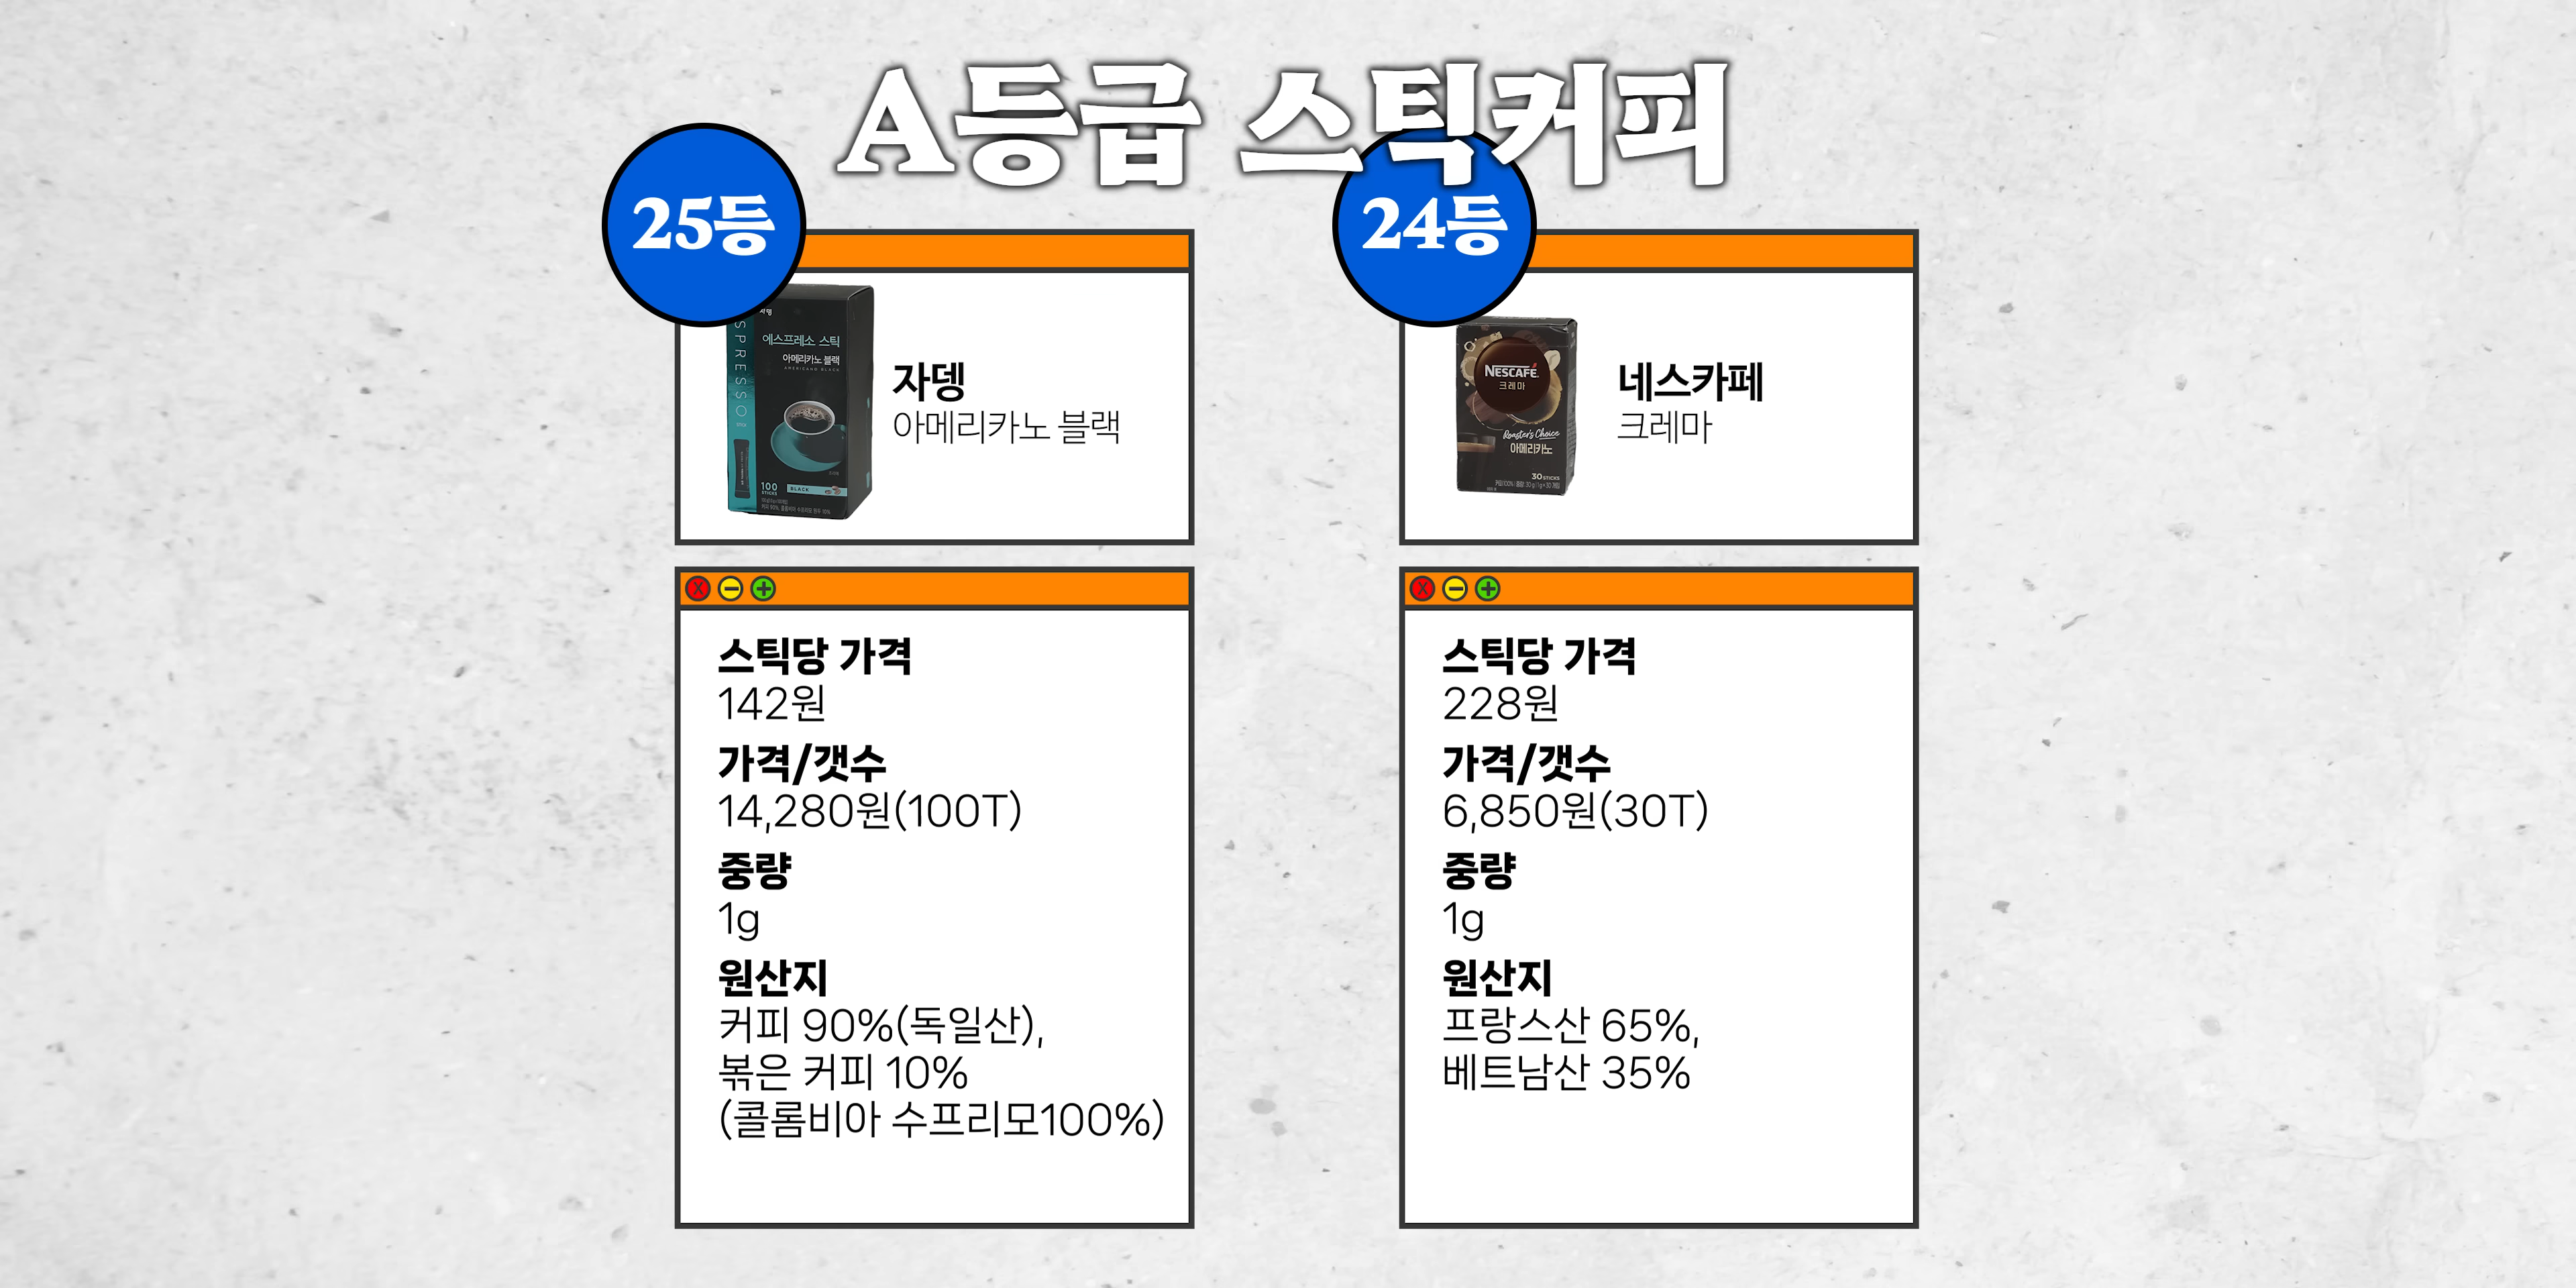 A등급 스틱커피
25등
자뎅
에스프레소 스틱
아메리카노 블랙
AMERICANO BLACK
100
STICKS
BLACK
자뎅
아메리카노 블랙
스틱당 가격
142원
가격/갯수
14,280원(100T)
중량
1g
원산지
커피 90%(독일산),
볶은 커피 10%
(콜롬비아 수프리모100%)
24등
NESCAFÉ
크레마
Roaster's Choice
아메리카노
30 STICKS
네스카페
크레마
스틱당 가격
228원
가격/갯수
6,850원(30T)
중량
1g
원산지
프랑스산 65%,
베트남산 35%